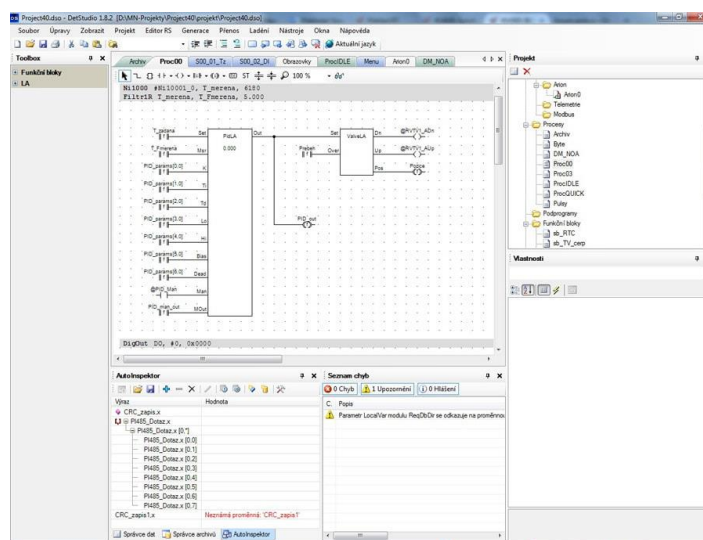 Project40.dso - DetStudio 1.8.2 [D:\MN-Projekty\Project40\projekt\Přenos.dso]
Soubor Úpravy Zobrazit Projekt Editor RS Generace Přenos Ladění Nástroje Okna Nápověda
Aktuální jazyk
Toolbox
Funkční bloky
LA
Archiv Proc00 S00_01_Tz S00_02_DI Obrazovky ProcIDLE Menu Arion0 DM_NOA
ST 100 %
Ni1000 #Ni10001_0, T_merena, 6180
Filtr1R T_merena, T_Fmerena, 5.000
T_zadana Set PidLA Out Set ValveLA Dn @RVTV1_ADn
T_Fmerena Mer 0.000 Prebeh Over Up @RVTV1_AUp
PID_params[0,0] K Pos Pozice
PID_params[1,0] Ti
PID_params[2,0] Td
PID_params[3,0] Lo PID_out
PID_params[4,0] Hi
PID_params[5,0] Bias
PID_params[6,0] Dead
@PID_Man Man
PID_man_out MOut
DigOut DO, #0, 0x0000
Projekt
Arion
Arion0
Telemetrie
Modbus
Procesy
Archiv
Byte
DM_NOA
Proc00
Proc03
ProcIDLE
ProcQUICK
Pulsy
Podprogramy
Funkční bloky
sb_RTC
sb_TV_cerp
Vlastnosti
AutoInspektor
Výraz Hodnota
CRC_zapis.x
PI485_Dotaz.x
PI485_Dotaz.x [0,*]
PI485_Dotaz.x [0,0]
PI485_Dotaz.x [0,1]
PI485_Dotaz.x [0,2]
PI485_Dotaz.x [0,3]
PI485_Dotaz.x [0,4]
PI485_Dotaz.x [0,5]
PI485_Dotaz.x [0,6]
PI485_Dotaz.x [0,7]
CRC_zapis1.x Neznámá proměnná: 'CRC_zapis1'
Správce dat Správce archivů AutoInspektor
Seznam chyb
0 Chyb 1 Upozornění 0 Hlášení
C. Popis
Parametr LocalVar modulu ReqDbDir se odkazuje na proměnnou